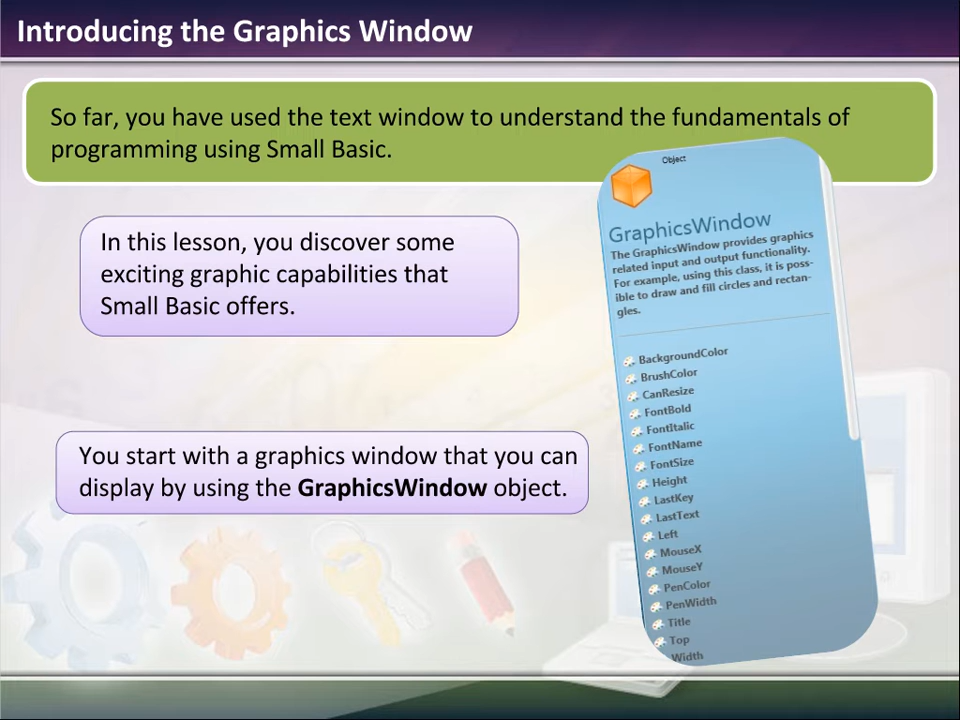 Introducing the Graphics Window
So far, you have used the text window to understand the fundamentals of
programming using Small Basic.
In this lesson, you discover some
exciting graphic capabilities that
Small Basic offers.
You start with a graphics window that you can
display by using the GraphicsWindow object.
Object
GraphicsWindow
The GraphicsWindow provides graphics
related input and output functionality.
For example, using this class, it is poss-
ible to draw and fill circles and rectan-
gles.
BackgroundColor
BrushColor
CanResize
FontBold
FontItalic
FontName
FontSize
Height
LastKey
LastText
Left
MouseX
MouseY
PenColor
PenWidth
Title
Top
Width